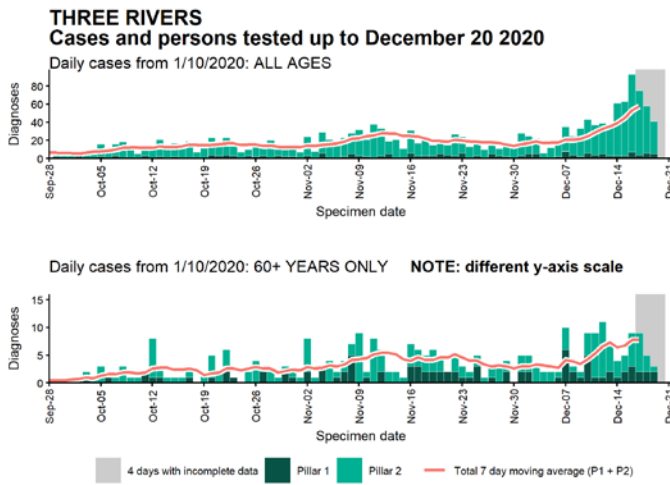 THREE RIVERS
Cases and persons tested up to December 20 2020
Daily cases from 1/10/2020: ALL AGES
Diagnoses
80
60
40
20
0
Sep-28
Oct-05
Oct-12
Oct-19
Oct-26
Nov-02
Nov-09
Nov-16
Nov-23
Nov-30
Dec-07
Dec-14
Dec-21
Specimen date
Daily cases from 1/10/2020: 60+ YEARS ONLY NOTE: different y-axis scale
Diagnoses
15
10
5
0
Sep-28
Oct-05
Oct-12
Oct-19
Oct-26
Nov-02
Nov-09
Nov-16
Nov-23
Nov-30
Dec-07
Dec-14
Dec-21
Specimen date
4 days with incomplete data Pillar 1 Pillar 2 Total 7 day moving average (P1 + P2)